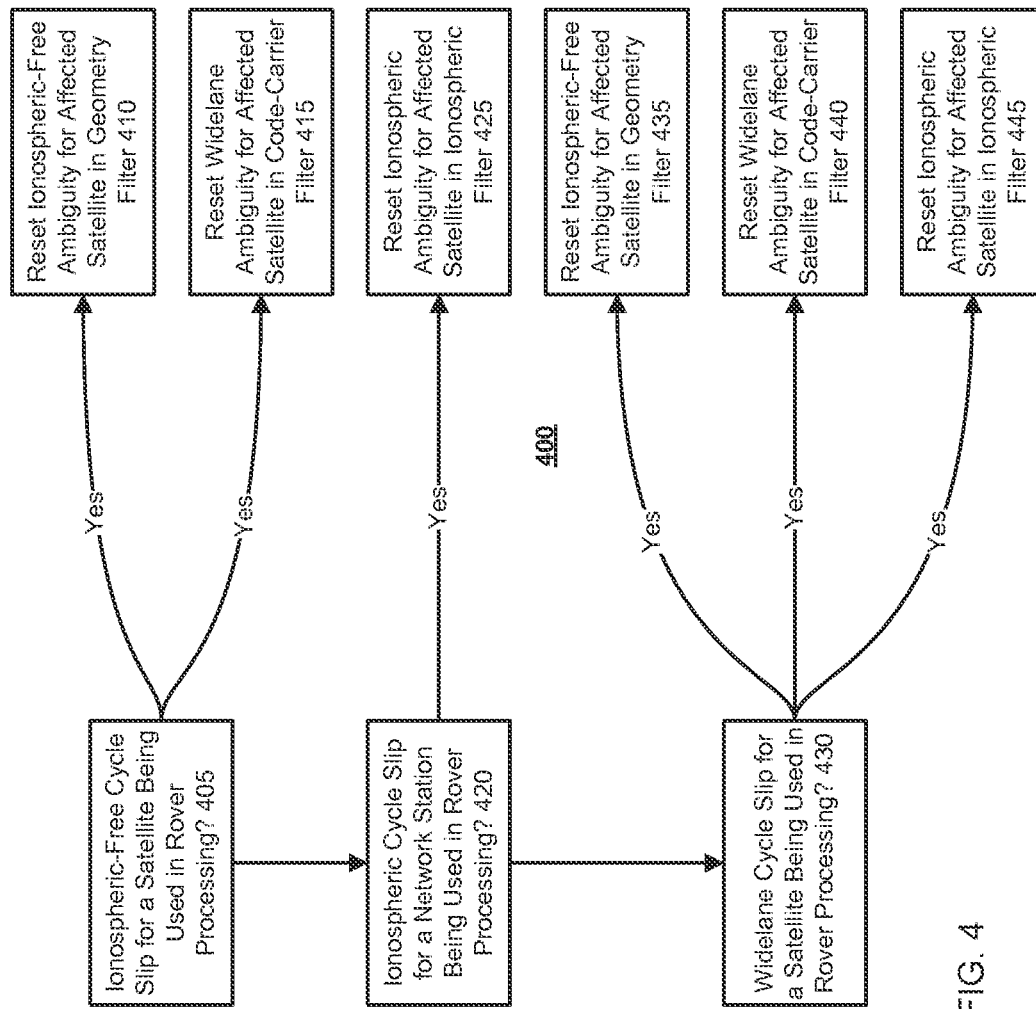 Ionospheric-Free Cycle
Slip for a Satellite Being
Used in Rover
Processing? 405
Yes
Reset Ionospheric-Free
Ambiguity for Affected
Satellite in Geometry
Filter 410
Yes
Reset Widelane
Ambiguity for Affected
Satellite in Code-Carrier
Filter 415
Ionospheric Cycle Slip
for a Network Station
Being Used in Rover
Processing? 420
Yes
Reset Ionospheric
Ambiguity for Affected
Satellite in Ionospheric
Filter 425
400
Widelane Cycle Slip for
a Satellite Being Used in
Rover Processing? 430
Yes
Reset Ionospheric-Free
Ambiguity for Affected
Satellite in Geometry
Filter 435
Yes
Reset Widelane
Ambiguity for Affected
Satellite in Code-Carrier
Filter 440
Yes
Reset Ionospheric
Ambiguity for Affected
Satellite in Ionospheric
Filter 445
FIG. 4